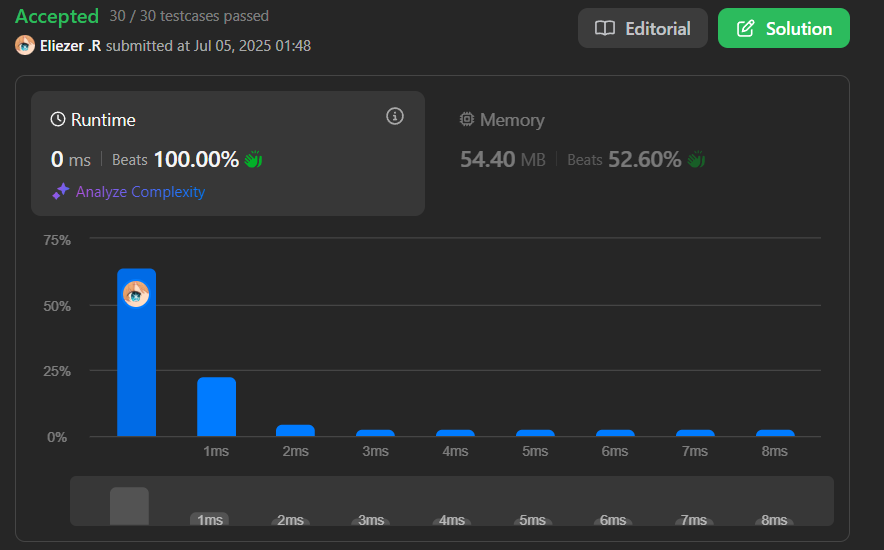 Accepted 30 / 30 testcases passed
Eliezer .R submitted at Jul 05, 2025 01:48
Editorial
Solution
Runtime
0 ms Beats 100.00%
Analyze Complexity
Memory
54.40 MB Beats 52.60%
75%
50%
25%
0%
1ms 2ms 3ms 4ms 5ms 6ms 7ms 8ms
1ms 2ms 3ms 4ms 5ms 6ms 7ms 8ms